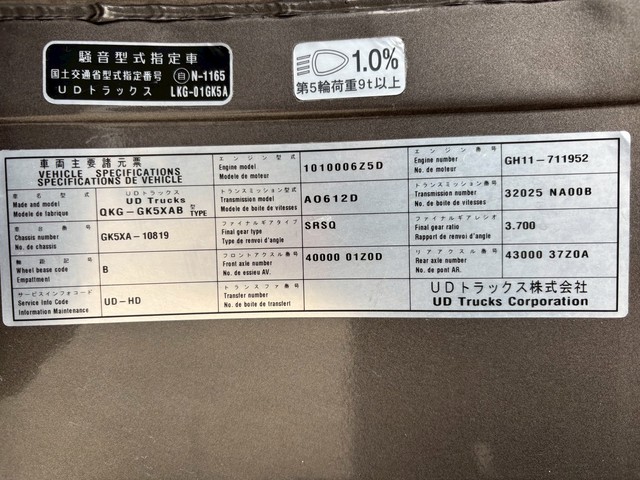 騒音型式指定車
国土交通省型式指定番号 自 N-1165
UDトラックス LKG-01GK5A
1.0%
第5輪荷重9t以上
車両主要諸元票
VEHICLE SPECIFICATIONS
SPECIFICATIONS DE VEHICLE
車名型式
Made and model
Modele de fabrique
UDトラックス
UD Trucks
QKG-GK5XAB 型 TYPE
車台番号
Chassis number
No. de chassis
GK5XA-10819
軸距記号
Wheel bease code
Empattment
B
サービスインフォコード
Service Info Code
Information Maintenance
UD-HD
エンジン型式
Engine model
Modele de moteur
1010006Z5D
トランスミッション型式
Transmission model
Modele de boite de vitesses
A0612D
ファイナルギアタイプ
Final gear type
Type de renvoi d'angle
SRSQ
フロントアクスル番号
Front axle number
No. de essieu AV.
40000 01Z0D
トランスファ番号
Transfer number
No. de boite de transfert
エンジン番号
Engine number
No. de moteur
GH11-711952
トランスミッション番号
Transmission number
No. de boite de vitesses
32025 NA00B
ファイナルギアレシオ
Final gear ratio
Rapport de renvoi d'angle
3.700
リアアクスル番号
Rear axle number
No. de pont AR.
43000 37Z0A
UDトラックス株式会社
UD Trucks Corporation